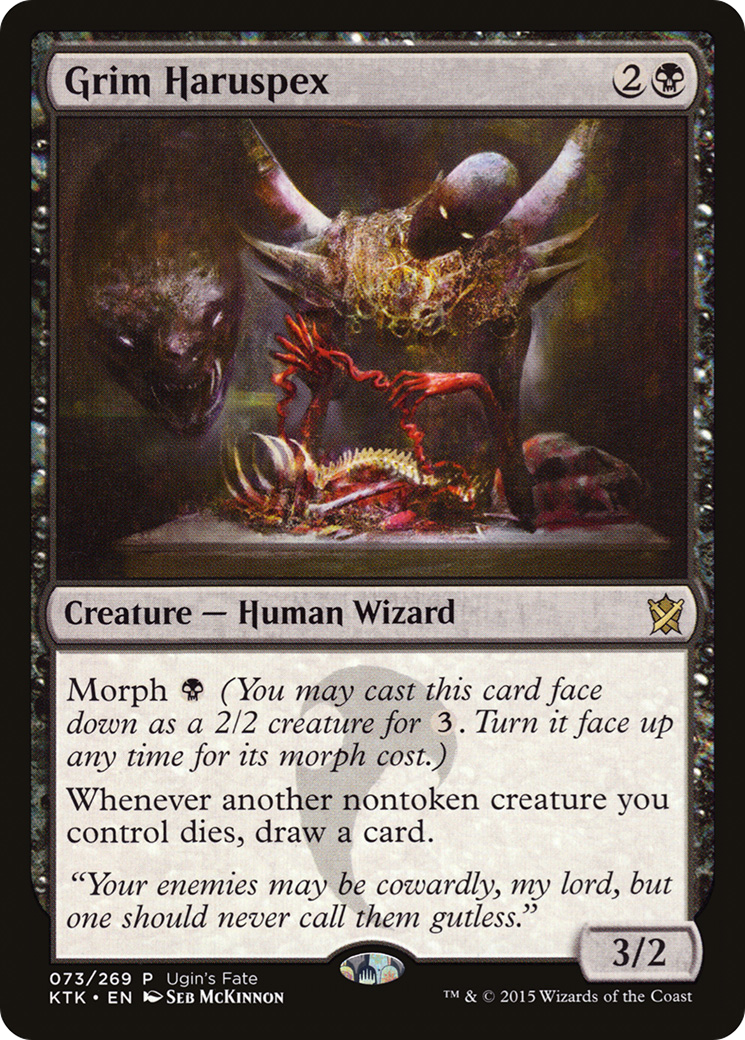 Grim Haruspex
2
Creature — Human Wizard
Morph (You may cast this card face
down as a 2/2 creature for 3. Turn it face up
any time for its morph cost.)
Whenever another nontoken creature you
control dies, draw a card.
“Your enemies may be cowardly, my lord, but
one should never call them gutless.”
3/2
073/269 P Ugin's Fate
KTK • EN Seb McKinnon
™ & © 2015 Wizards of the Coast